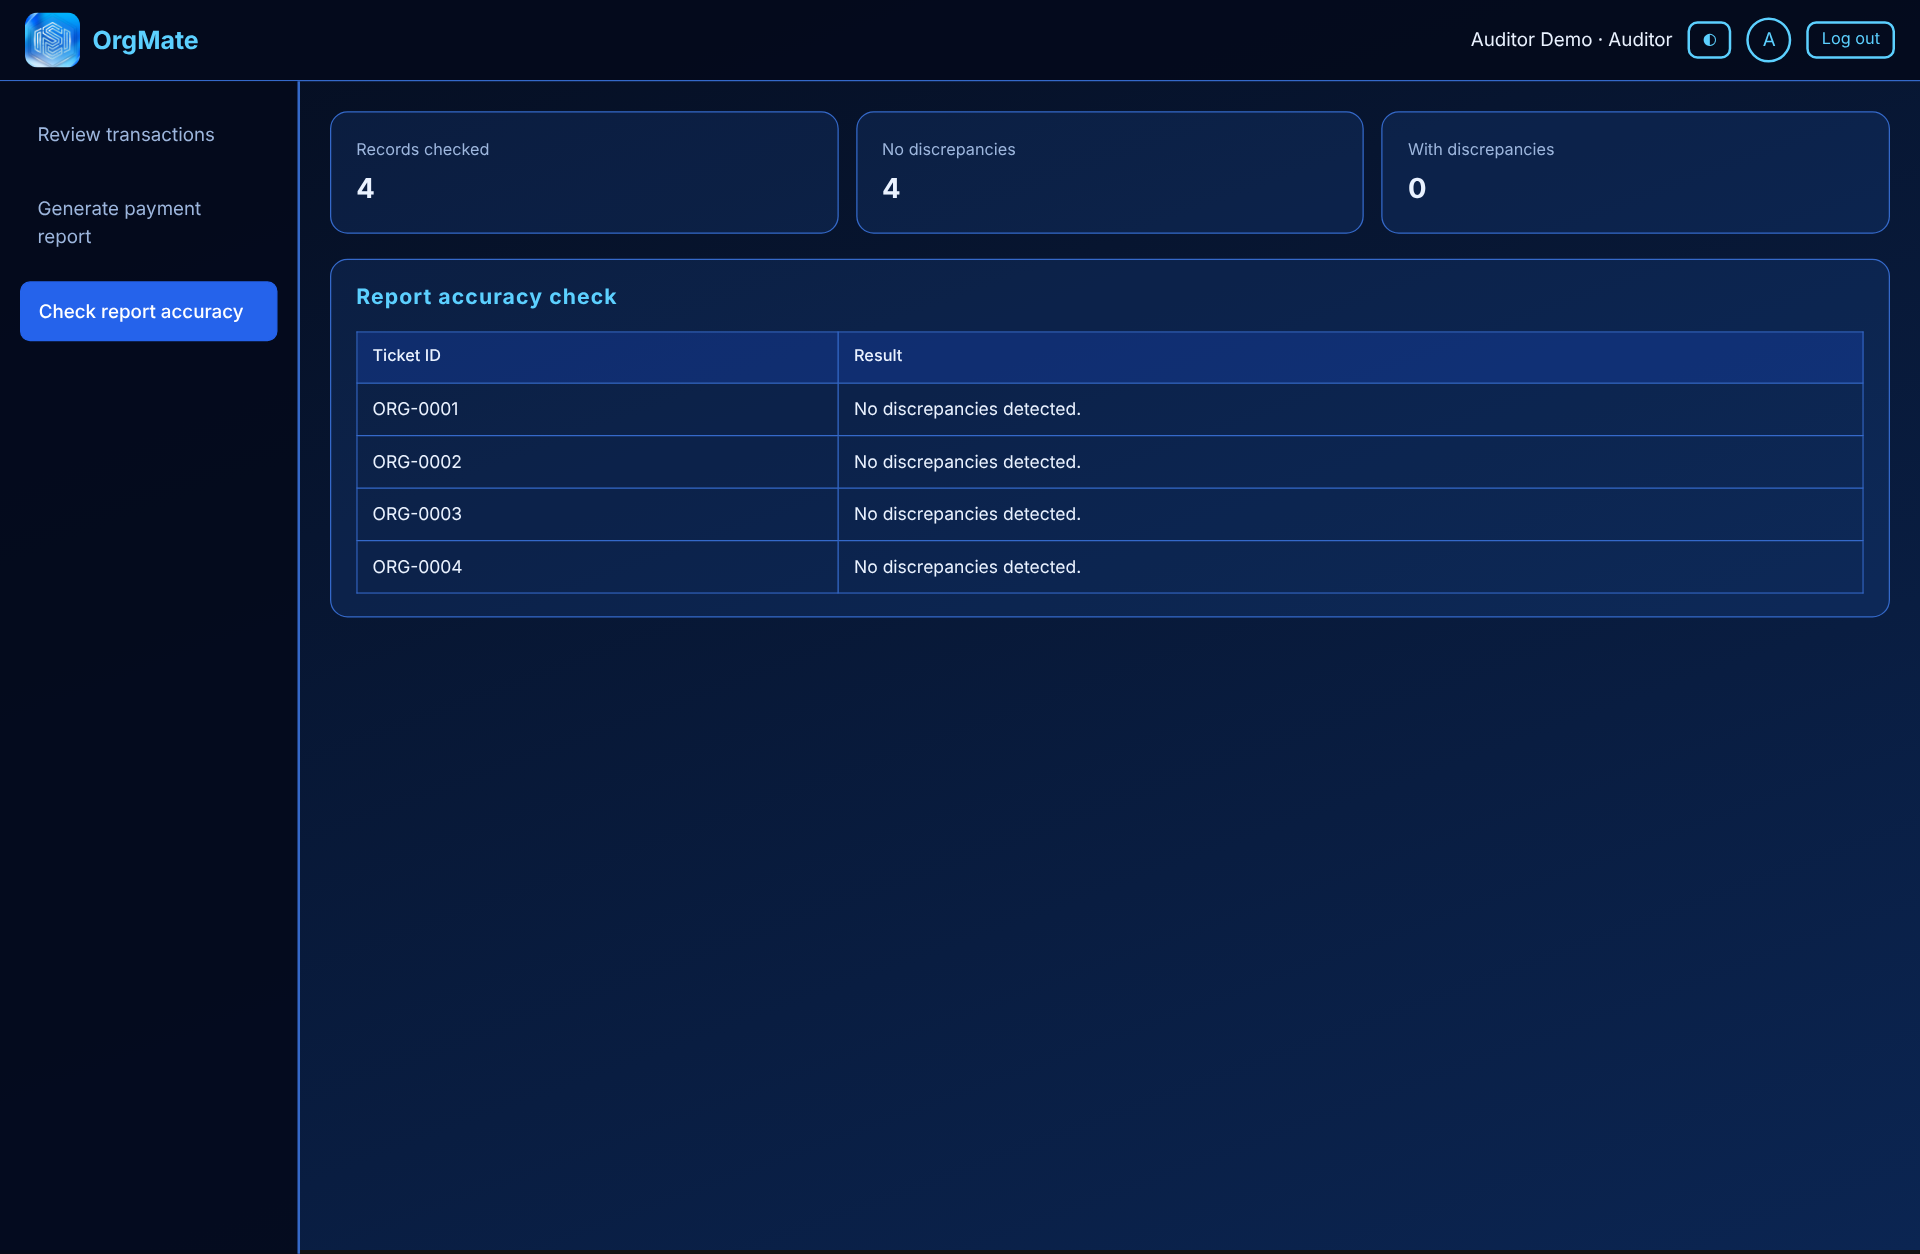 OrgMate
Auditor Demo · Auditor
A
Log out
Review transactions
Generate payment
report
Check report accuracy
Records checked
4
No discrepancies
4
With discrepancies
0
Report accuracy check
Ticket ID Result
ORG-0001 No discrepancies detected.
ORG-0002 No discrepancies detected.
ORG-0003 No discrepancies detected.
ORG-0004 No discrepancies detected.